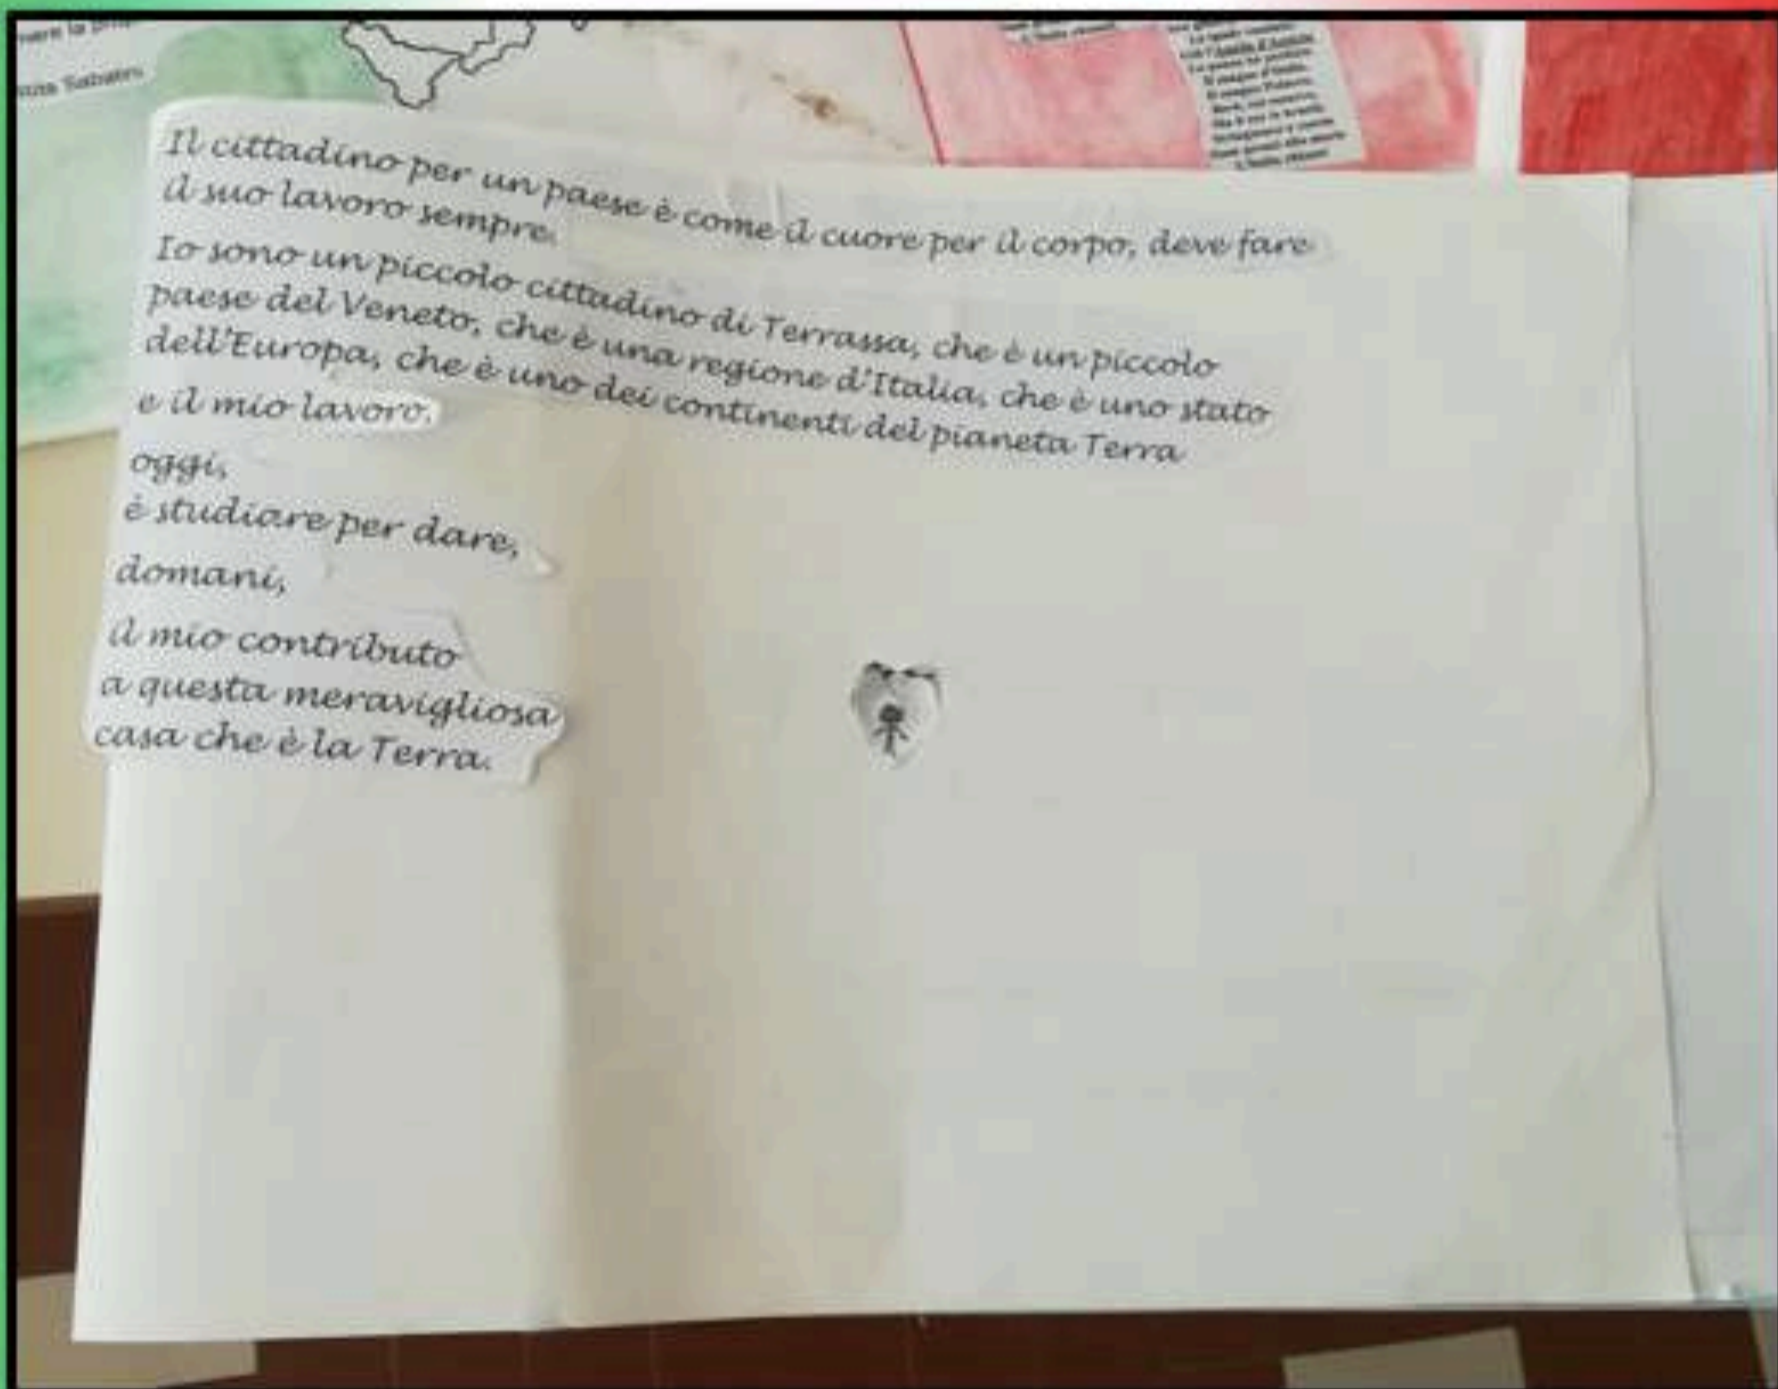 Il cittadino per un paese è come il cuore per il corpo, deve fare
il suo lavoro sempre.
Io sono un piccolo cittadino di Terrassa, che è un piccolo
paese del Veneto, che è una regione d'Italia, che è uno stato
dell'Europa, che è uno dei continenti del pianeta Terra
e il mio lavoro,
oggi,
è studiare per dare,
domani,
il mio contributo
a questa meravigliosa
casa che è la Terra.